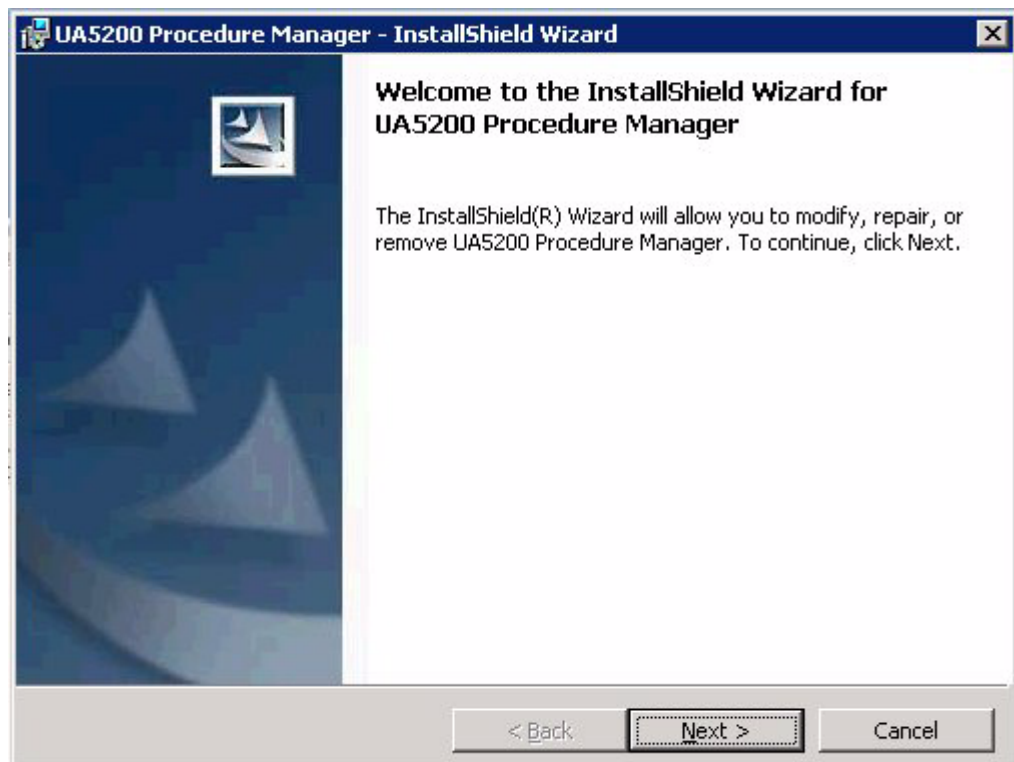 UA5200 Procedure Manager - InstallShield Wizard
Welcome to the InstallShield Wizard for
UA5200 Procedure Manager
The InstallShield(R) Wizard will allow you to modify, repair, or
remove UA5200 Procedure Manager. To continue, click Next.
< Back
Next >
Cancel